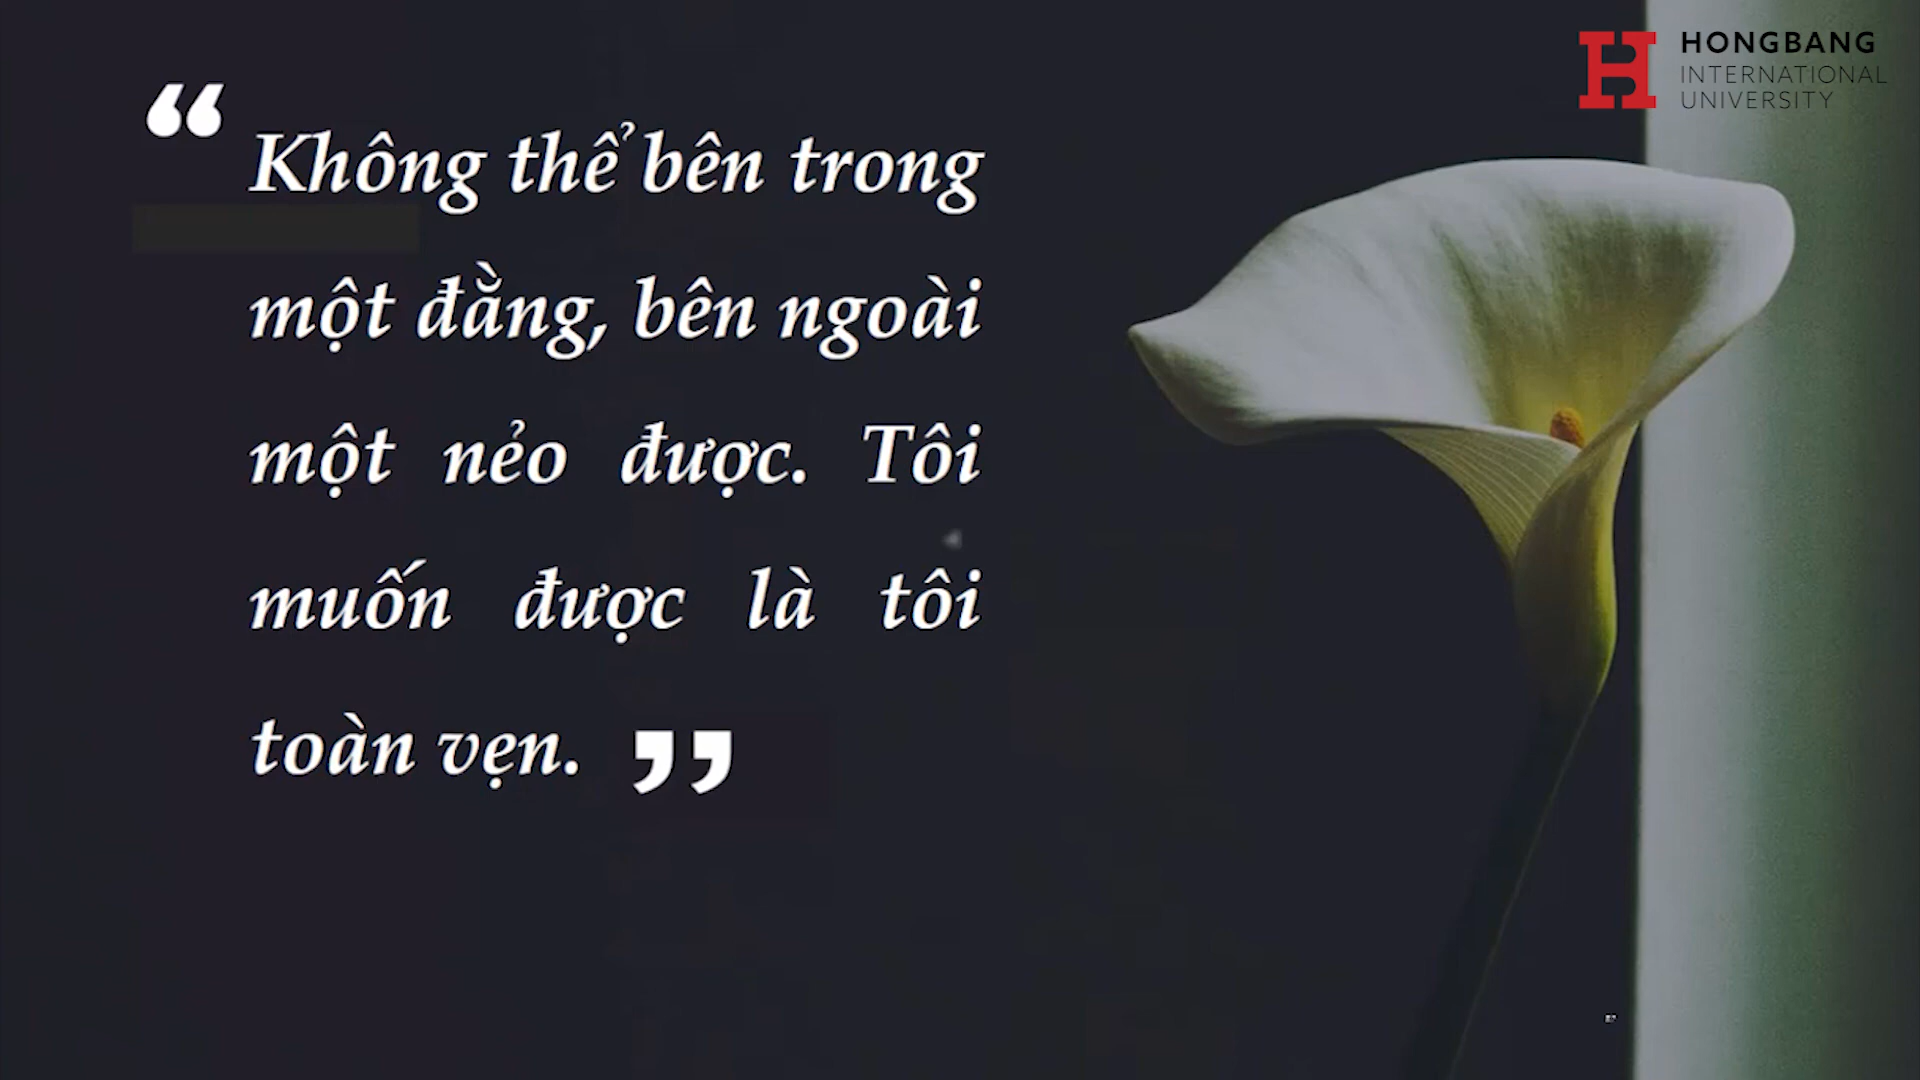 HONGBANG
INTERNATIONAL
UNIVERSITY
“ Không thể bên trong
một đằng, bên ngoài
một nẻo được. Tôi
muốn được là tôi
toàn vẹn. ”